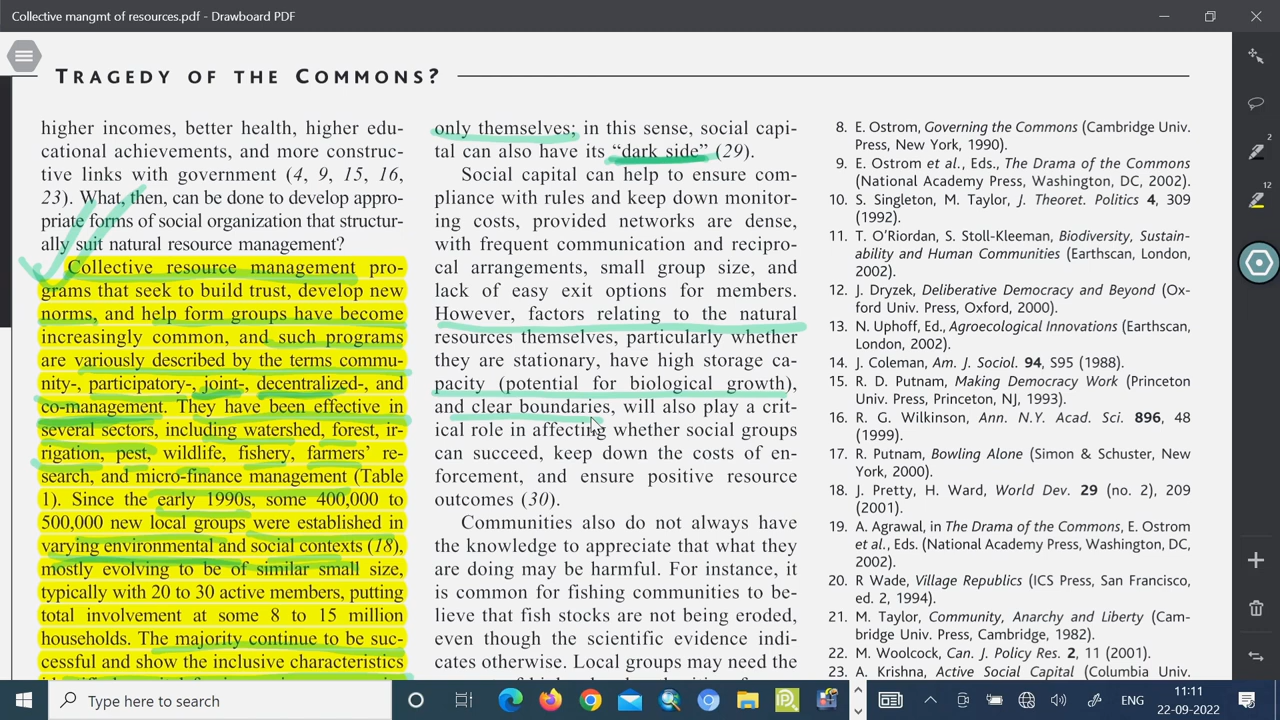 Collective mangmt of resources.pdf - Drawboard PDF
TRAGEDY OF THE COMMONS?
higher incomes, better health, higher edu-
cational achievements, and more construc-
tive links with government (4, 9, 15, 16,
23). What, then, can be done to develop appro-
priate forms of social organization that structur-
ally suit natural resource management?
Collective resource management pro-
grams that seek to build trust, develop new
norms, and help form groups have become
increasingly common, and such programs
are variously described by the terms commu-
nity-, participatory-, joint-, decentralized-, and
co-management. They have been effective in
several sectors, including watershed, forest, ir-
rigation, pest, wildlife, fishery, farmers' re-
search, and micro-finance management (Table
1). Since the early 1990s, some 400,000 to
500,000 new local groups were established in
varying environmental and social contexts (18),
mostly evolving to be of similar small size,
typically with 20 to 30 active members, putting
total involvement at some 8 to 15 million
households. The majority continue to be suc-
cessful and show the inclusive characteristics
only themselves; in this sense, social capi-
tal can also have its "dark side" (29).
Social capital can help to ensure com-
pliance with rules and keep down monitor-
ing costs, provided networks are dense,
with frequent communication and recipro-
cal arrangements, small group size, and
lack of easy exit options for members.
However, factors relating to the natural
resources themselves, particularly whether
they are stationary, have high storage ca-
pacity (potential for biological growth),
and clear boundaries, will also play a crit-
ical role in affecting whether social groups
can succeed, keep down the costs of en-
forcement, and ensure positive resource
outcomes (30).
Communities also do not always have
the knowledge to appreciate that what they
are doing may be harmful. For instance, it
is common for fishing communities to be-
lieve that fish stocks are not being eroded,
even though the scientific evidence indi-
cates otherwise. Local groups may need the
8. E. Ostrom, Governing the Commons (Cambridge Univ.
Press, New York, 1990).
9. E. Ostrom et al., Eds., The Drama of the Commons
(National Academy Press, Washington, DC, 2002).
10. S. Singleton, M. Taylor, J. Theoret. Politics 4, 309
(1992).
11. T. O'Riordan, S. Stoll-Kleeman, Biodiversity, Sustain-
ability and Human Communities (Earthscan, London,
2002).
12. J. Dryzek, Deliberative Democracy and Beyond (Ox-
ford Univ. Press, Oxford, 2000).
13. N. Uphoff, Ed., Agroecological Innovations (Earthscan,
London, 2002).
14. J. Coleman, Am. J. Sociol. 94, S95 (1988).
15. R. D. Putnam, Making Democracy Work (Princeton
Univ. Press, Princeton, NJ, 1993).
16. R. G. Wilkinson, Ann. N.Y. Acad. Sci. 896, 48
(1999).
17. R. Putnam, Bowling Alone (Simon & Schuster, New
York, 2000).
18. J. Pretty, H. Ward, World Dev. 29 (no. 2), 209
(2001).
19. A. Agrawal, in The Drama of the Commons, E. Ostrom
et al., Eds. (National Academy Press, Washington, DC,
2002).
20. R Wade, Village Republics (ICS Press, San Francisco,
ed. 2, 1994).
21. M. Taylor, Community, Anarchy and Liberty (Cam-
bridge Univ. Press, Cambridge, 1982).
22. M. Woolcock, Can. J. Policy Res. 2, 11 (2001).
23. A. Krishna, Active Social Capital (Columbia Univ.
2
12
Type here to search
ENG
11:11
22-09-2022